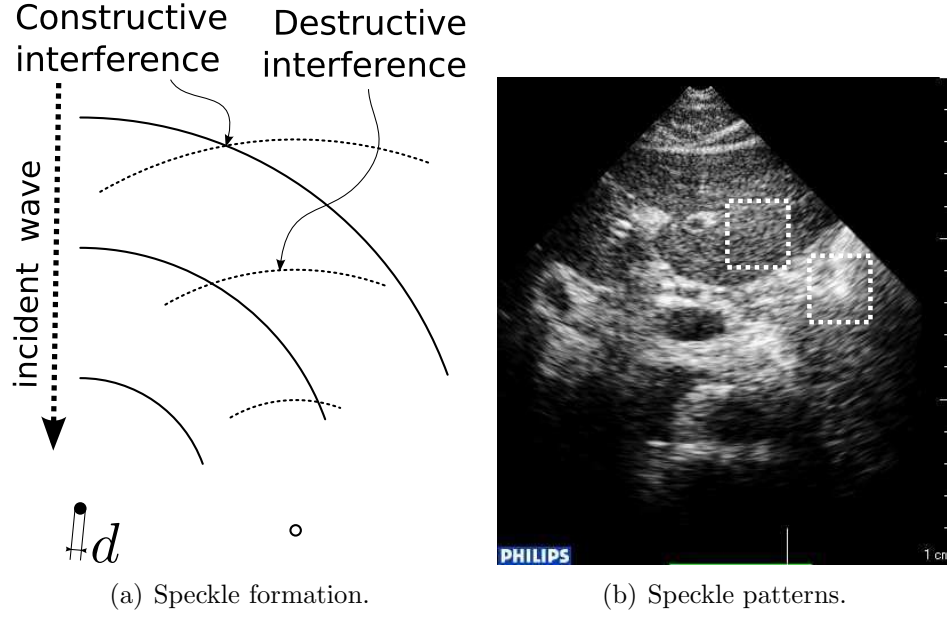 Constructive
interference
Destructive
interference
incident wave
d
PHILIPS
1 cm
(a) Speckle formation.
(b) Speckle patterns.